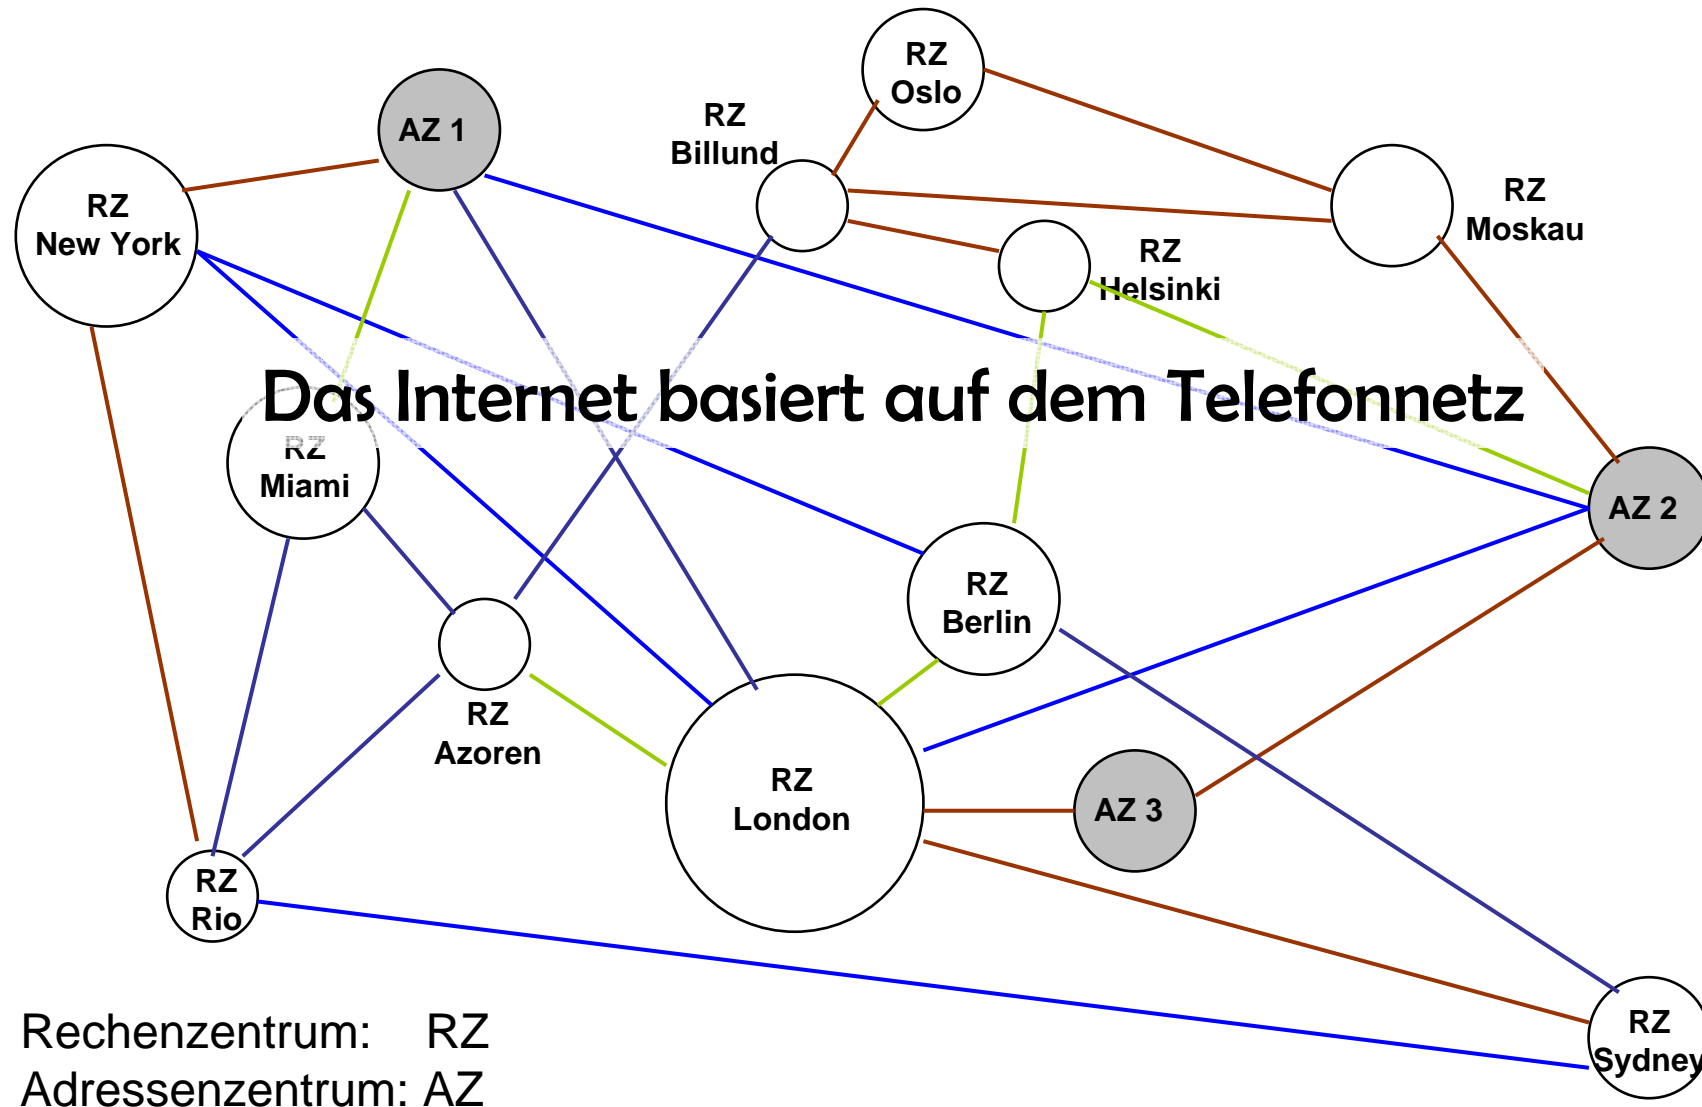 RZ
Oslo
AZ 1
RZ
Billund
RZ
New York
RZ
Moskau
RZ
Helsinki
Das Internet basiert auf dem Telefonnetz
RZ
Miami
AZ 2
RZ
Berlin
RZ
Azoren
RZ
London
AZ 3
RZ
Rio
RZ
Sydney
Rechenzentrum: RZ
Adressenzentrum: AZ